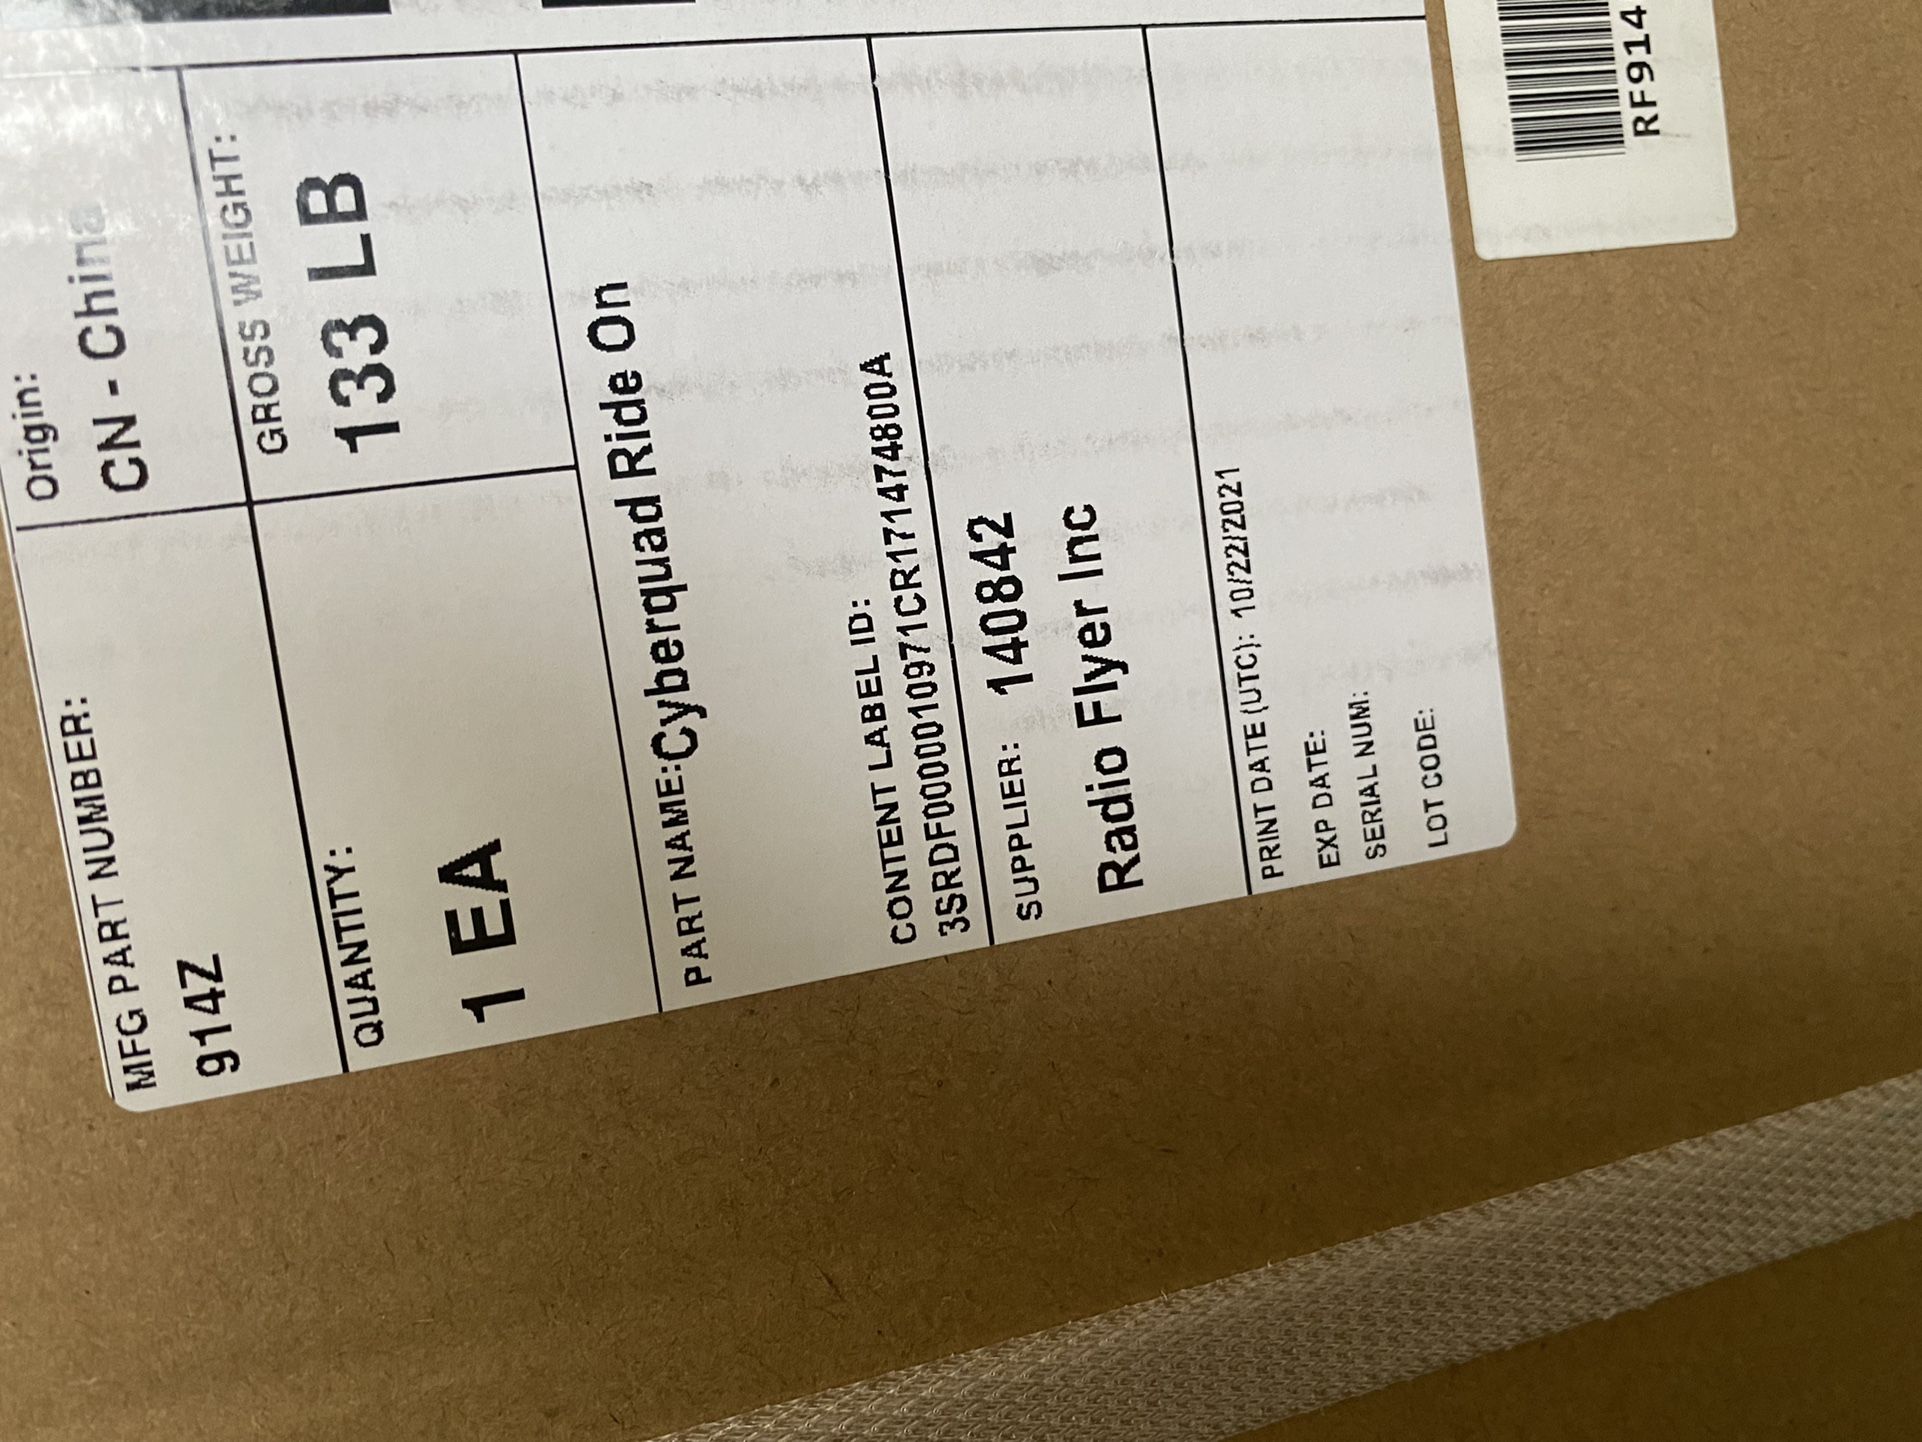 MFG PART NUMBER:
914Z
Origin:
CN - China
QUANTITY:
1 EA
GROSS WEIGHT:
133 LB
PART NAME:Cyberquad Ride On
CONTENT LABEL ID:
3SRDF000010971CR171474800A
SUPPLIER: 140842
Radio Flyer Inc
PRINT DATE (UTC): 10/22/2021
EXP DATE:
SERIAL NUM:
LOT CODE:
RF914